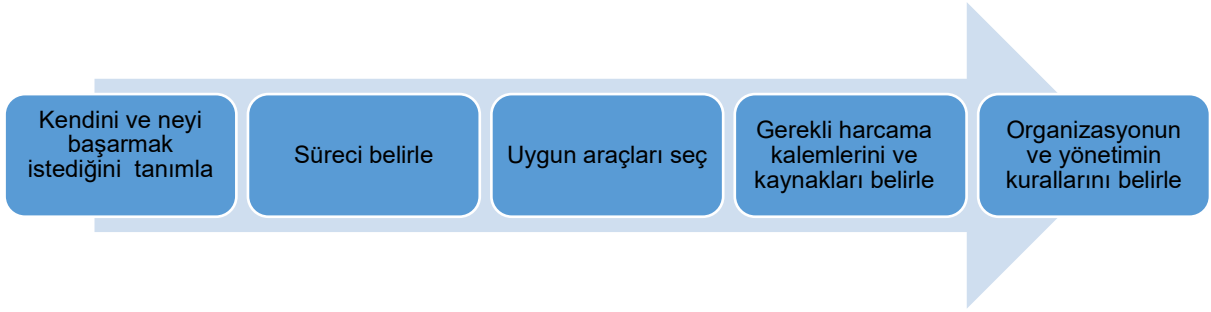 Kendini ve neyi
başarmak
istediğini tanımla
Süreci belirle
Uygun araçları seç
Gerekli harcama
kalemlerini ve
kaynakları belirle
Organizasyonun
ve yönetimin
kurallarını belirle